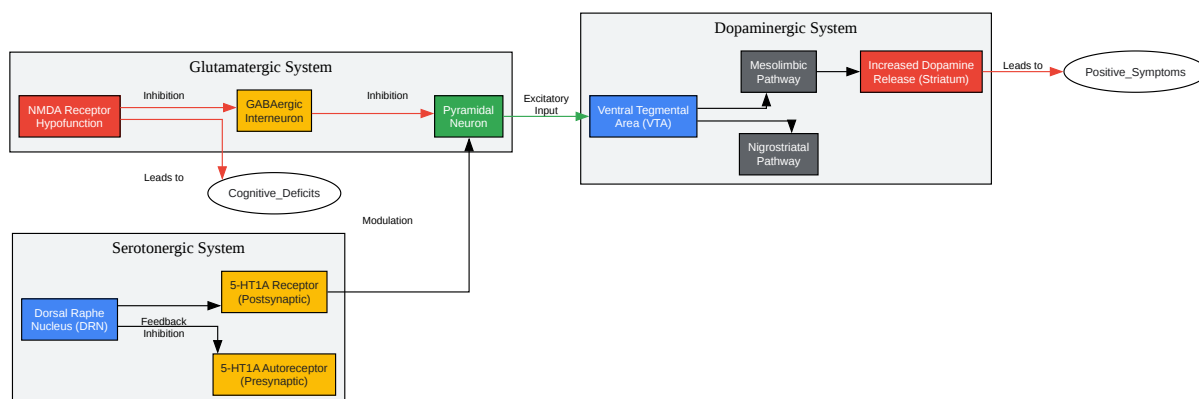 Dopaminergic System
Glutamatergic System
Mesolimbic
Pathway
Increased Dopamine
Release (Striatum)
Leads to
Positive_Symptoms
Inhibition
Inhibition
Excitatory
Input
NMDA Receptor
Hypofunction
GABAergic
Interneuron
Pyramidal
Neuron
Ventral Tegmental
Area (VTA)
Nigrostriatal
Pathway
Leads to
Cognitive_Deficits
Modulation
Serotonergic System
5-HT1A Receptor
(Postsynaptic)
Dorsal Raphe
Nucleus (DRN)
Feedback
Inhibition
5-HT1A Autoreceptor
(Presynaptic)